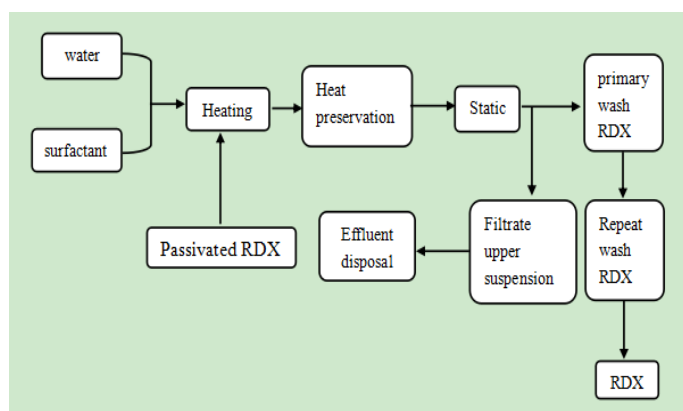 water
surfactant
Heating
Heat
preservation
Static
primary
wash
RDX
Passivated RDX
Effluent
disposal
Filtrate
upper
suspension
Repeat
wash
RDX
RDX